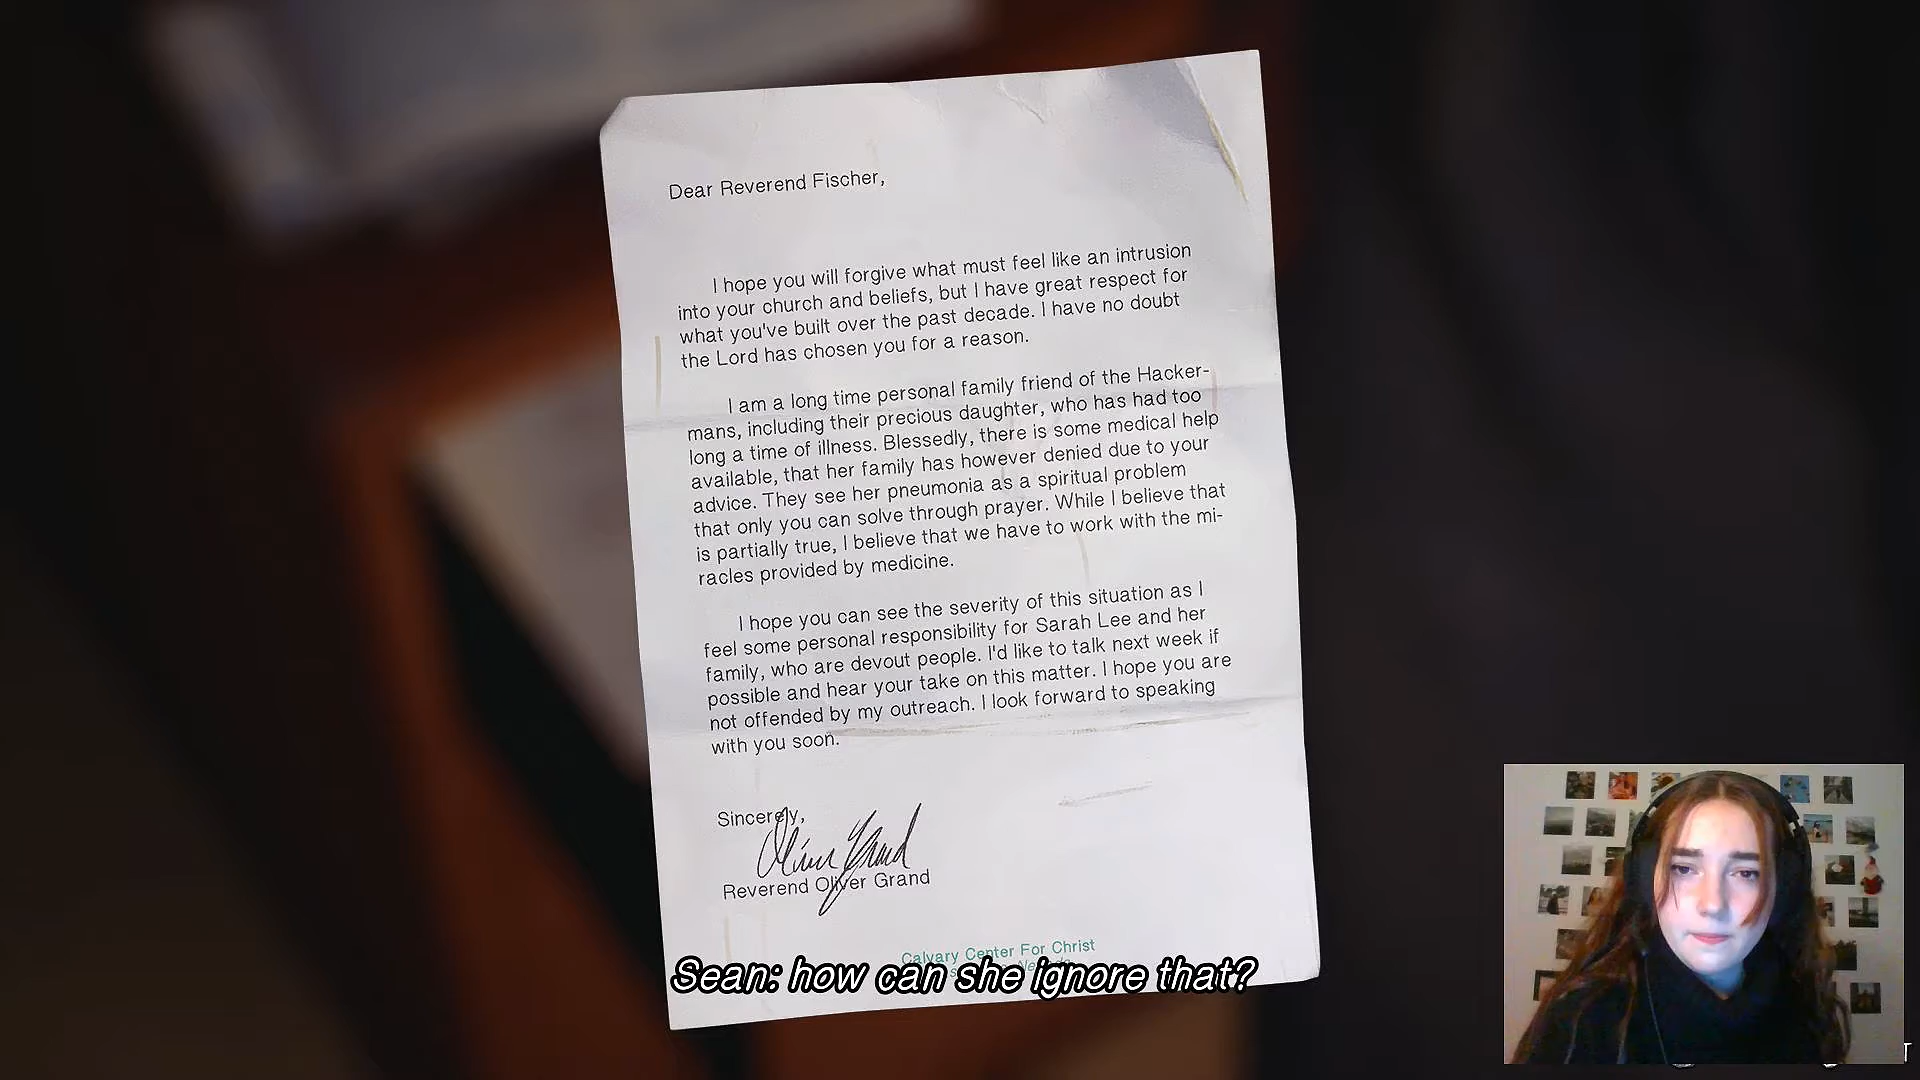 Dear Reverend Fischer,
I hope you will forgive what must feel like an intrusion
into your church and beliefs, but I have great respect for
what you've built over the past decade. I have no doubt
the Lord has chosen you for a reason.
I am a long time personal family friend of the Hacker-
mans, including their precious daughter, who has had too
long a time of illness. Blessedly, there is some medical help
available, that her family has however denied due to your
advice. They see her pneumonia as a spiritual problem
that only you can solve through prayer. While I believe that
is partially true, I believe that we have to work with the mi-
racles provided by medicine.
I hope you can see the severity of this situation as I
feel some personal responsibility for Sarah Lee and her
family, who are devout people. I'd like to talk next week if
possible and hear your take on this matter. I hope you are
not offended by my outreach. I look forward to speaking
with you soon.
Sincerely,
Oliver Grand
Reverend Oliver Grand
Calvary Center For Christ
Sean: how can she ignore that?